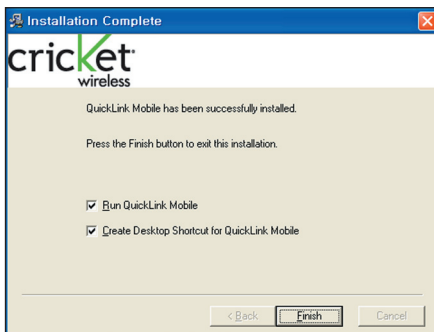 Installation Complete
cricket
wireless
QuickLink Mobile has been successfully installed.
Press the Finish button to exit this installation.
Run QuickLink Mobile
Create Desktop Shortcut for QuickLink Mobile
< Back Finish Cancel